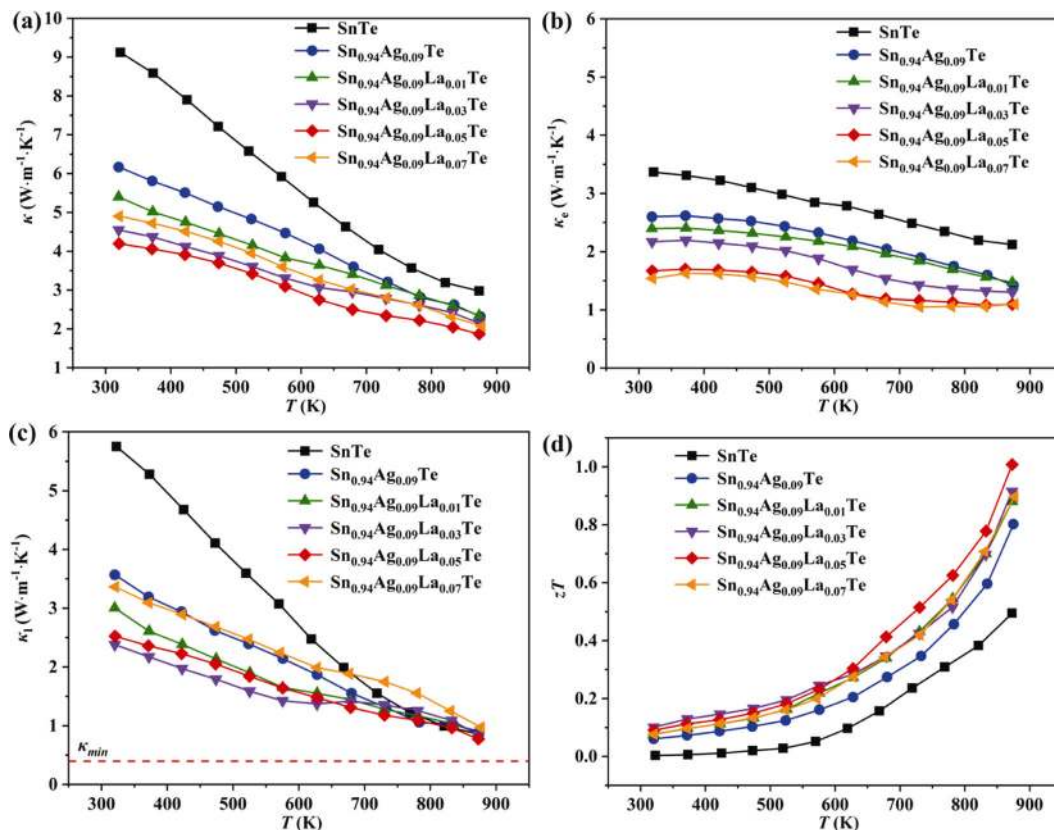 (a)
SnTe
Sn0.94Ag0.09Te
Sn0.94Ag0.09La0.01Te
Sn0.94Ag0.09La0.03Te
Sn0.94Ag0.09La0.05Te
Sn0.94Ag0.09La0.07Te
κ (W·m-1·K-1)
10
9
8
7
6
5
4
3
2
1
300 400 500 600 700 800 900
T (K)
(b)
SnTe
Sn0.94Ag0.09Te
Sn0.94Ag0.09La0.01Te
Sn0.94Ag0.09La0.03Te
Sn0.94Ag0.09La0.05Te
Sn0.94Ag0.09La0.07Te
κe (W·m-1·K-1)
6
5
4
3
2
1
0
300 400 500 600 700 800 900
T (K)
(c)
SnTe
Sn0.94Ag0.09Te
Sn0.94Ag0.09La0.01Te
Sn0.94Ag0.09La0.03Te
Sn0.94Ag0.09La0.05Te
Sn0.94Ag0.09La0.07Te
κl (W·m-1·K-1)
6
5
4
3
2
1
0
κmin
300 400 500 600 700 800 900
T (K)
(d)
SnTe
Sn0.94Ag0.09Te
Sn0.94Ag0.09La0.01Te
Sn0.94Ag0.09La0.03Te
Sn0.94Ag0.09La0.05Te
Sn0.94Ag0.09La0.07Te
zT
1.0
0.8
0.6
0.4
0.2
0.0
300 400 500 600 700 800 900
T (K)